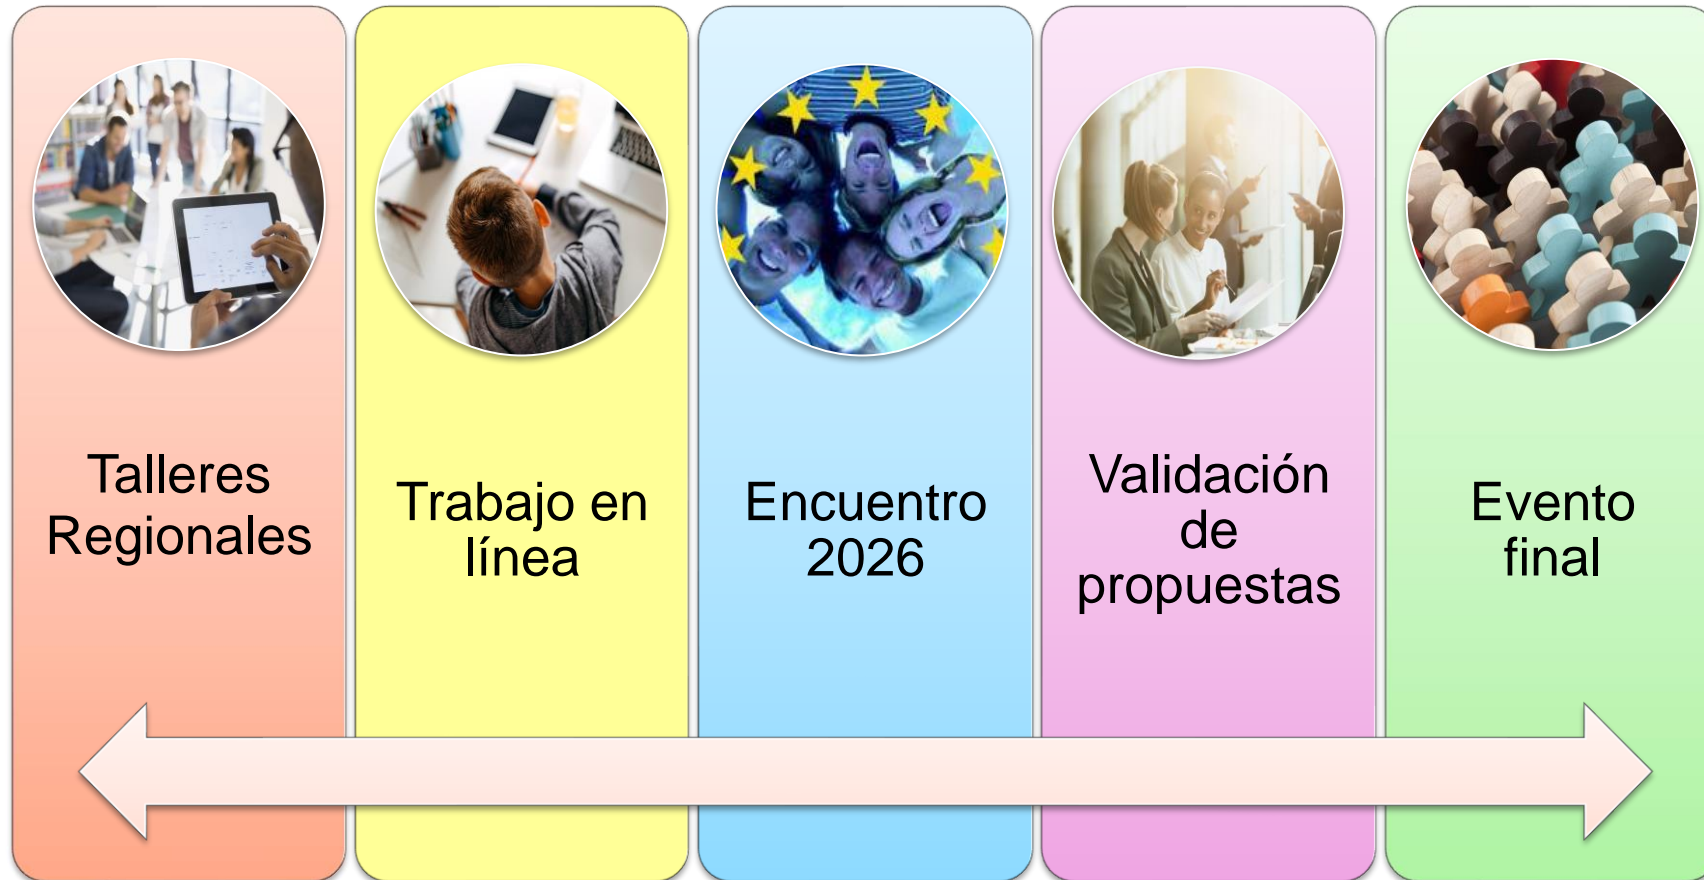 Talleres
Regionales
Trabajo en
línea
Encuentro
2026
Validación
de
propuestas
Evento
final